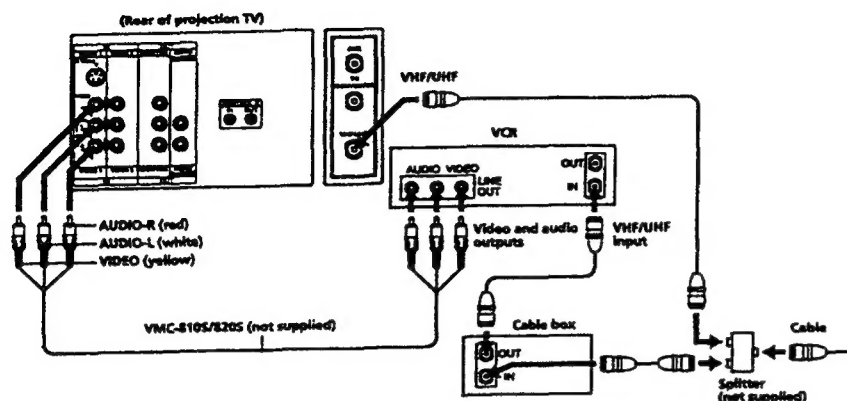 (Rear of projection TV)
VHF/UHF
VCR
OUT
AUDIO VIDEO
LINE
OUT
IN
AUDIO-R (red)
AUDIO-L (white)
VIDEO (yellow)
Video and audio
outputs
VHF/UHF
input
VMC-810S/820S (not supplied)
Cable box
OUT
IN
Cable
Splitter
(not supplied)